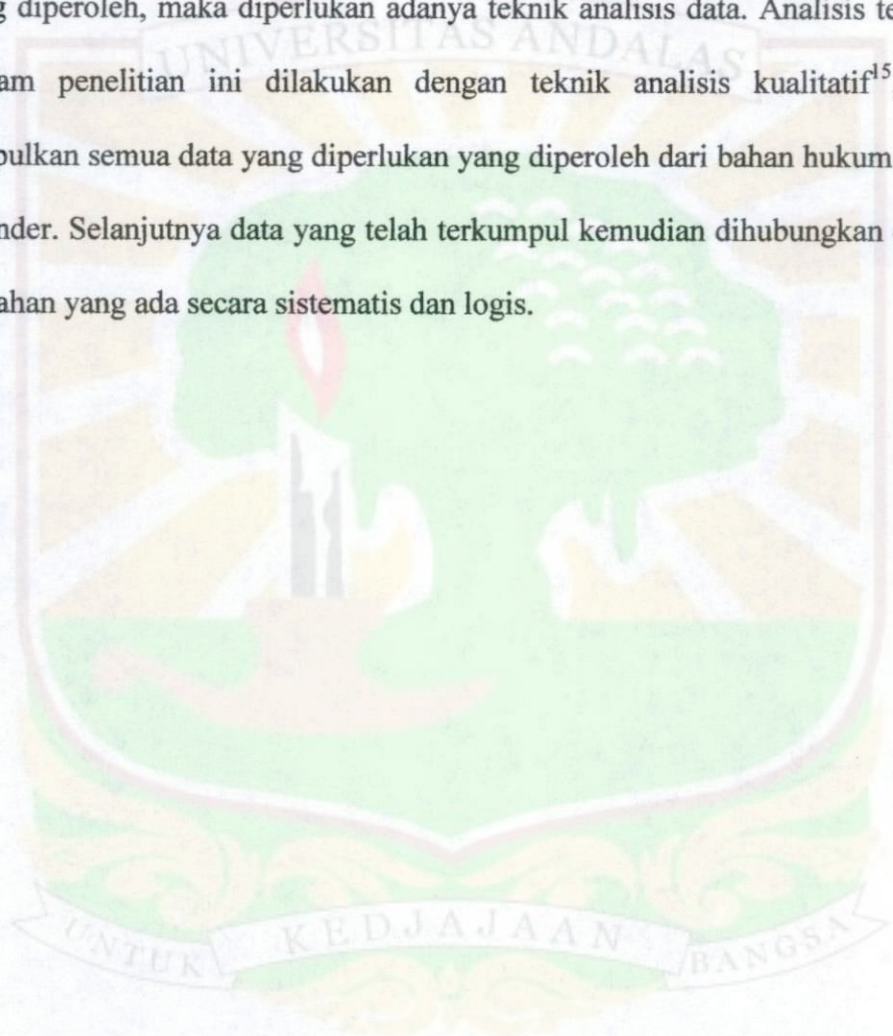 g diperoleh, maka diperlukan adanya teknik analisis data. Analisis te
UNIVERSITAS ANDALAS
am penelitian ini dilakukan dengan teknik analisis kualitatif15
pulkan semua data yang diperlukan yang diperoleh dari bahan hukum
nder. Selanjutnya data yang telah terkumpul kemudian dihubungkan
ahan yang ada secara sistematis dan logis.
UNTUK KEDJAJAAN BANGSA